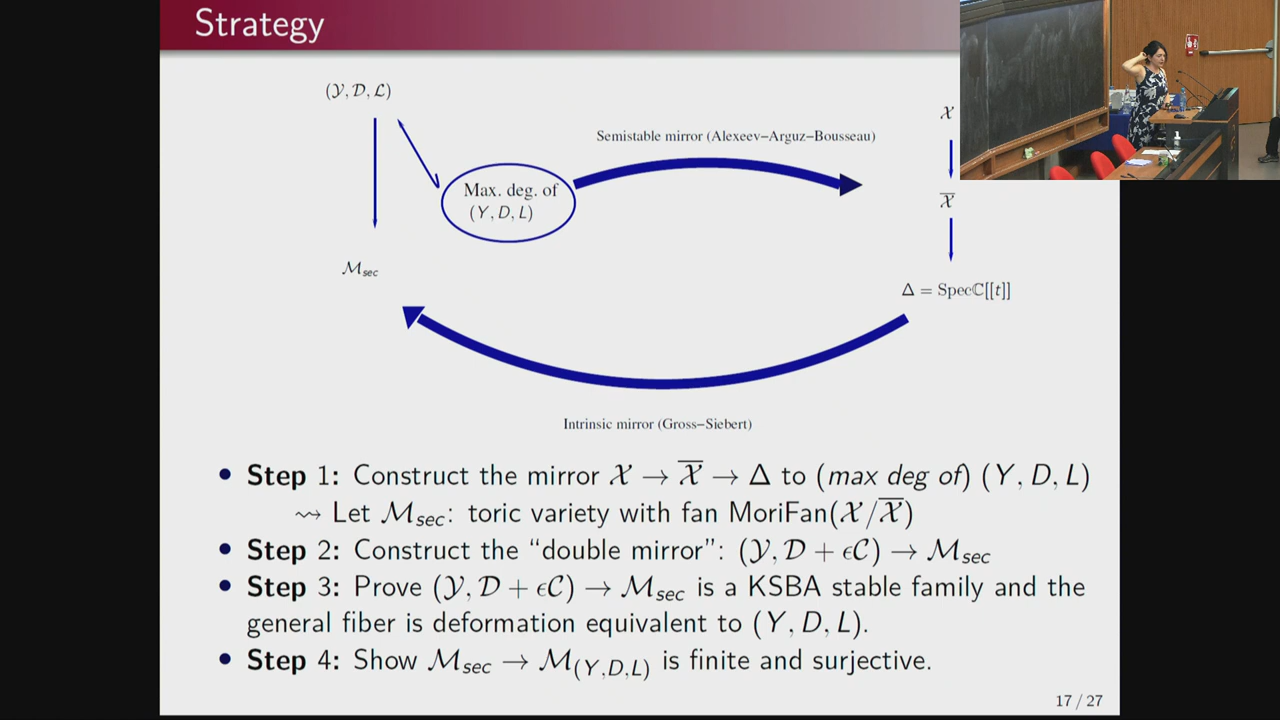 Strategy
(𝒴, 𝒟, ℒ)
Semistable mirror (Alexeev–Arguz–Bousseau)
𝒳
Max. deg. of
(Y, D, L)
𝒳̅
ℳ_sec
Δ = Specℂ[[t]]
Intrinsic mirror (Gross–Siebert)
• Step 1: Construct the mirror 𝒳 → 𝒳̅ → Δ to (max deg of) (Y, D, L)
⇝ Let ℳ_sec: toric variety with fan MoriFan(𝒳/𝒳̅)
• Step 2: Construct the “double mirror”: (𝒴, 𝒟 + ϵ𝒞) → ℳ_sec
• Step 3: Prove (𝒴, 𝒟 + ϵ𝒞) → ℳ_sec is a KSBA stable family and the
general fiber is deformation equivalent to (Y, D, L).
• Step 4: Show ℳ_sec → ℳ_(Y,D,L) is finite and surjective.
17 / 27